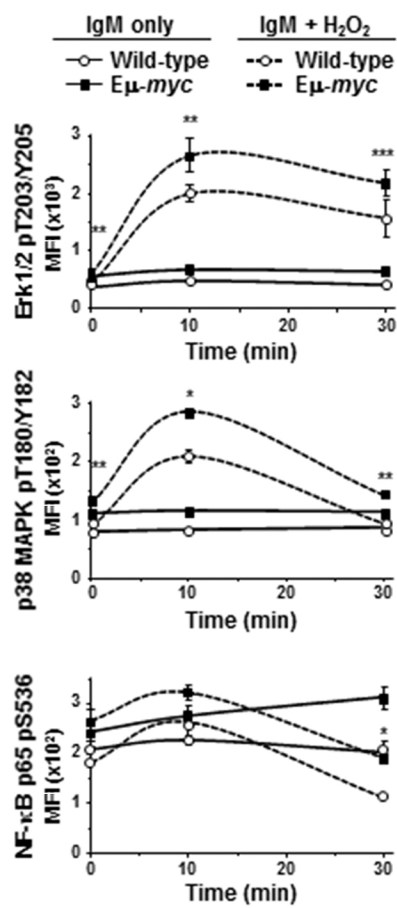 IgM only IgM + H₂O₂
Wild-type Wild-type
Eμ-myc Eμ-myc
Erk1/2 pT203/Y205
MFI (x10³)
3
2
1
0
** ** ***
0 10 20 30
Time (min)
p38 MAPK pT180/Y182
MFI (x10²)
3
2
1
0
** * **
0 10 20 30
Time (min)
NF-κB p65 pS536
MFI (x10²)
3
2
1
0
*
0 10 20 30
Time (min)